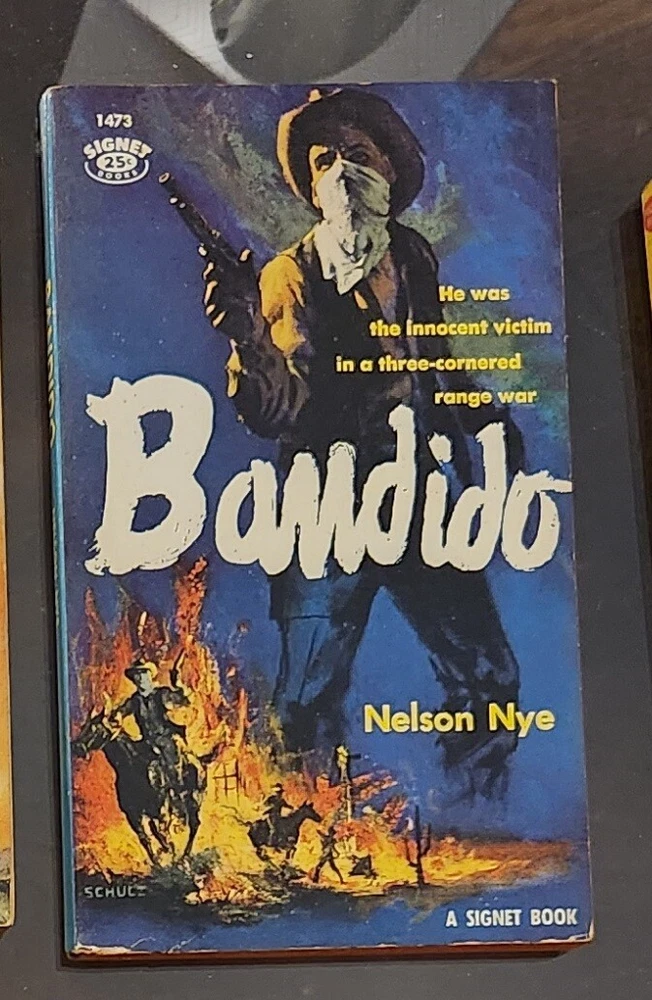 1473
SIGNET
25¢
BOOKS
He was
the innocent victim
in a three-cornered
range war
Bandido
Nelson Nye
SCHULZ
A SIGNET BOOK